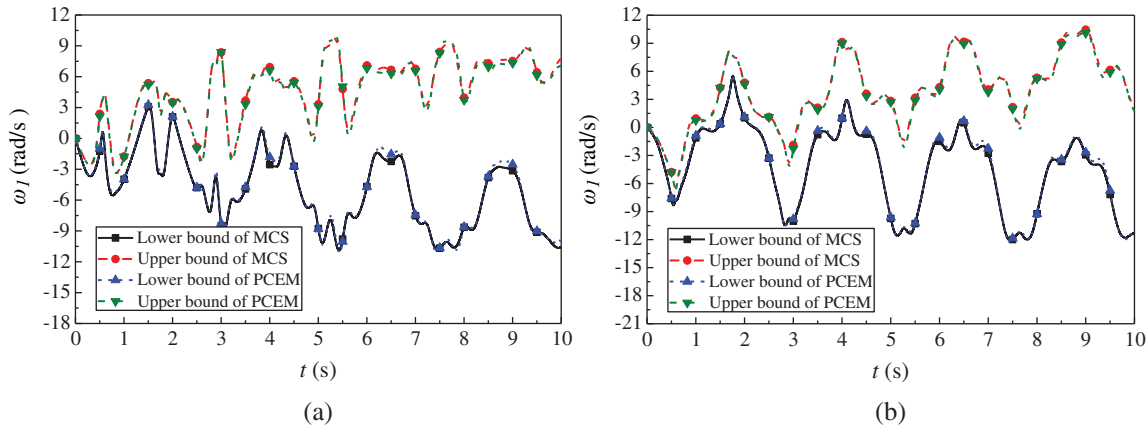 12
9
6
3
0
-3
-6
-9
-12
-15
-18
ω1 (rad/s)
Lower bound of MCS
Upper bound of MCS
Lower bound of PCEM
Upper bound of PCEM
0 1 2 3 4 5 6 7 8 9 10
t (s)
(a)
12
9
6
3
0
-3
-6
-9
-12
-15
-18
-21
ω1 (rad/s)
Lower bound of MCS
Upper bound of MCS
Lower bound of PCEM
Upper bound of PCEM
0 1 2 3 4 5 6 7 8 9 10
t (s)
(b)